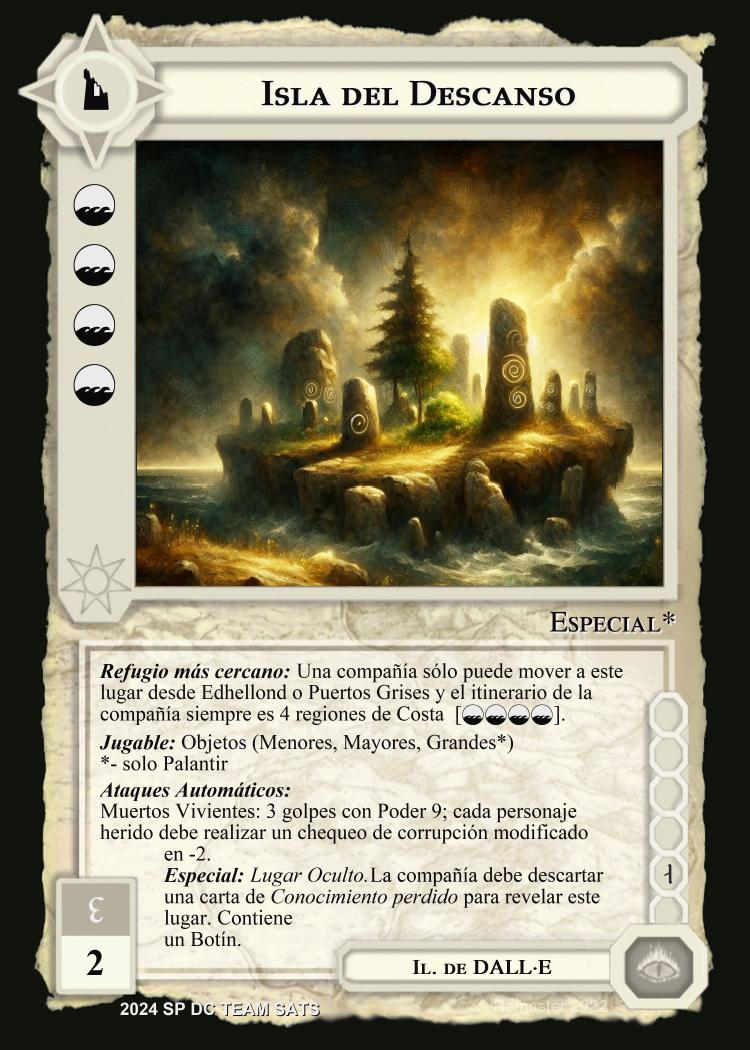 Isla del Descanso
Especial*
Refugio más cercano: Una compañía sólo puede mover a este
lugar desde Edhellond o Puertos Grises y el itinerario de la
compañía siempre es 4 regiones de Costa [ ].
Jugable: Objetos (Menores, Mayores, Grandes*)
*- solo Palantir
Ataques Automáticos:
Muertos Vivientes: 3 golpes con Poder 9; cada personaje
herido debe realizar un chequeo de corrupción modificado
en -2.
Especial: Lugar Oculto.La compañía debe descartar
una carta de Conocimiento perdido para revelar este
lugar. Contiene
un Botín.
2
Il. de DALL·E
2024 SP DC TEAM SATS
Remaster 2022